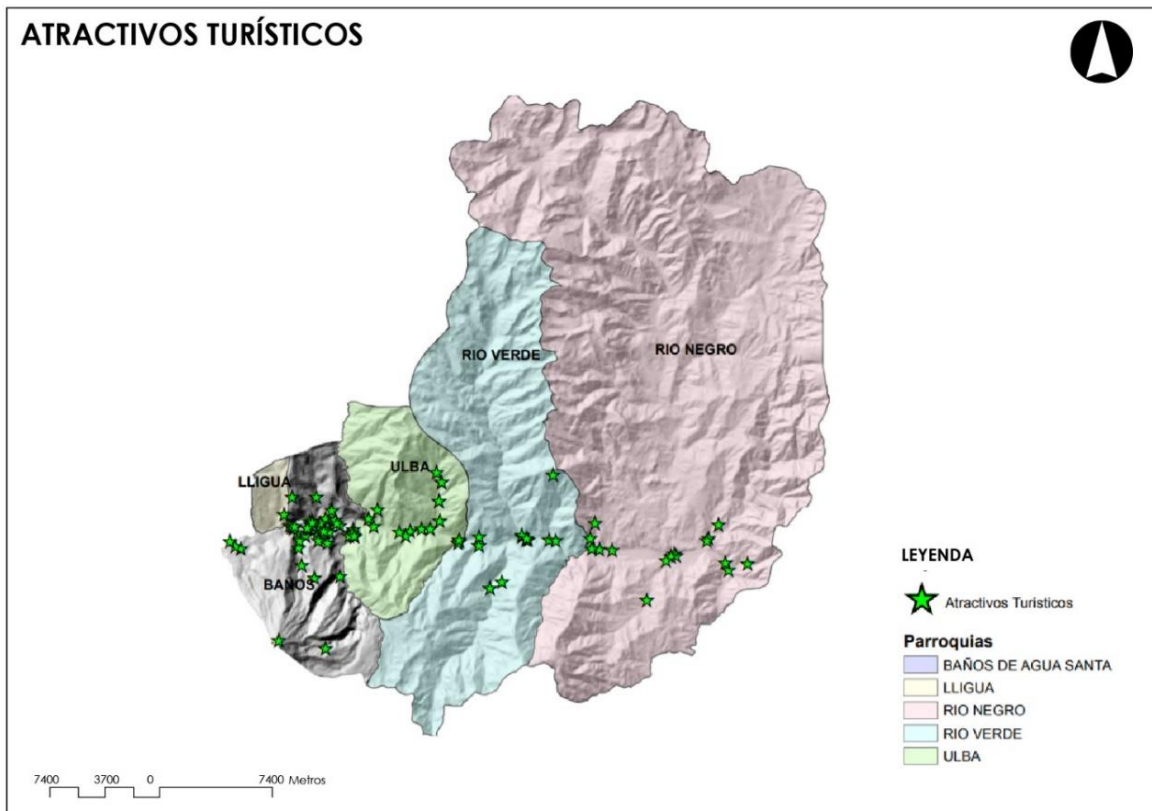 ATRACTIVOS TURÍSTICOS
RIO VERDE
RIO NEGRO
ULBA
LLIGUA
BAÑOS
LEYENDA
Atractivos Turisticos
Parroquias
BAÑOS DE AGUA SANTA
LLIGUA
RIO NEGRO
RIO VERDE
ULBA
7400 3700 0 7400 Metros